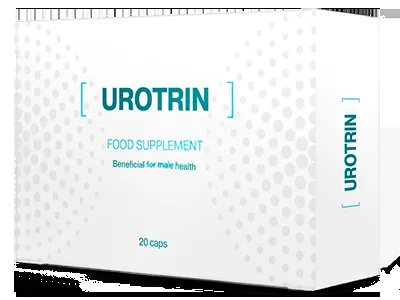 [ UROTRIN ]
FOOD SUPPLEMENT
Beneficial for male health
20 caps
[ UROTRIN ]